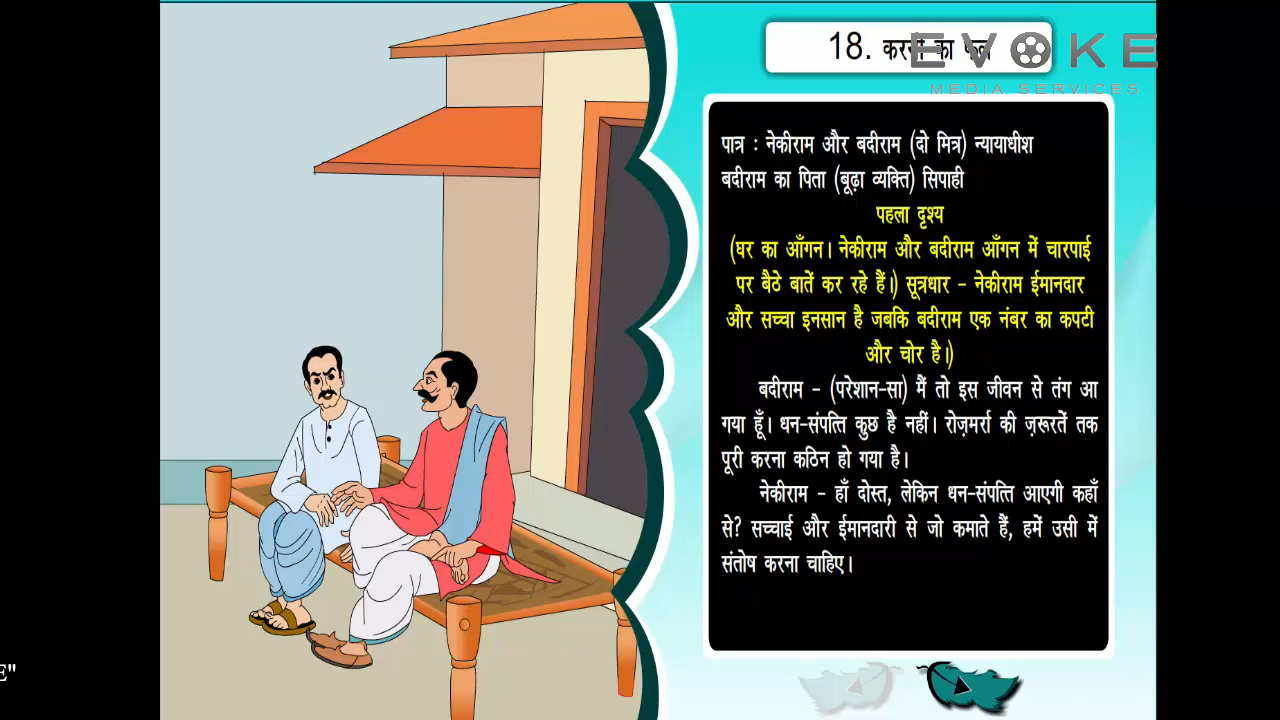 18. करनी का फल
EVOKE
MEDIA SERVICES
पात्र : नेकीराम और बदीराम (दो मित्र) न्यायाधीश
बदीराम का पिता (बूढ़ा व्यक्ति) सिपाही
पहला दृश्य
(घर का आँगन। नेकीराम और बदीराम आँगन में चारपाई
पर बैठे बातें कर रहे हैं।) सूत्रधार – नेकीराम ईमानदार
और सच्चा इनसान है जबकि बदीराम एक नंबर का कपटी
और चोर है।)
बदीराम – (परेशान-सा) मैं तो इस जीवन से तंग आ
गया हूँ। धन-संपत्ति कुछ है नहीं। रोज़मर्रा की ज़रूरतें तक
पूरी करना कठिन हो गया है।
नेकीराम – हाँ दोस्त, लेकिन धन-संपत्ति आएगी कहाँ
से? सच्चाई और ईमानदारी से जो कमाते हैं, हमें उसी में
संतोष करना चाहिए।
E"